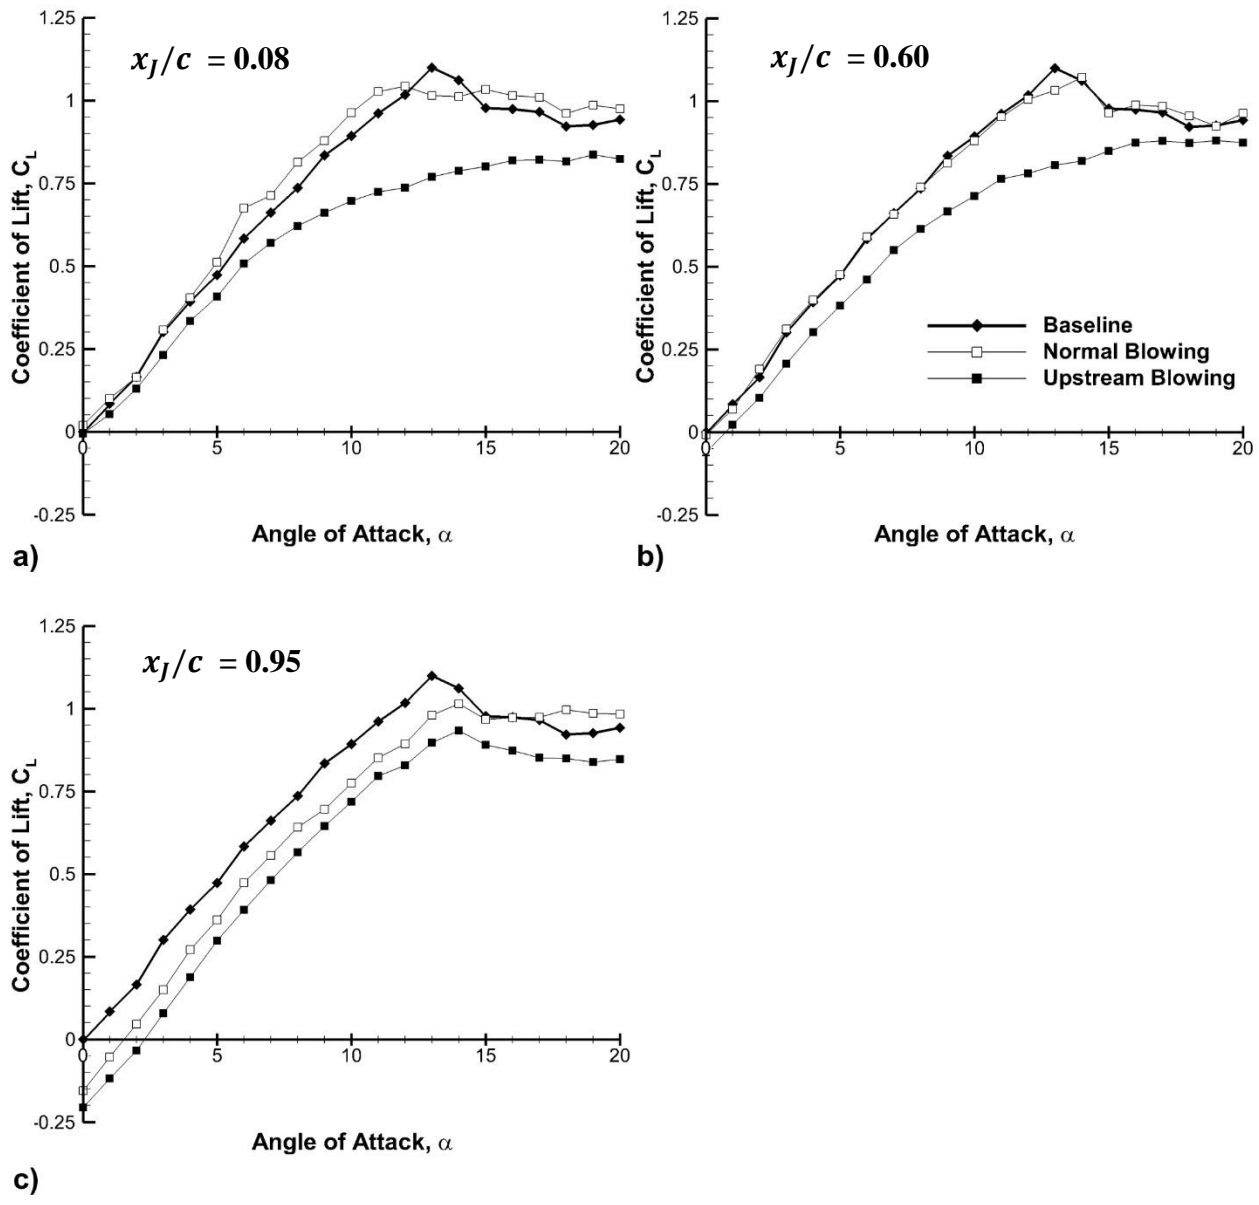 x_J/c = 0.08
1.25
1
0.75
0.5
0.25
0
-0.25
0
5
10
15
20
Coefficient of Lift, C_L
Angle of Attack, α
a)
x_J/c = 0.60
1.25
1
0.75
0.5
0.25
0
-0.25
0
5
10
15
20
Coefficient of Lift, C_L
Baseline
Normal Blowing
Upstream Blowing
Angle of Attack, α
b)
x_J/c = 0.95
1.25
1
0.75
0.5
0.25
0
-0.25
0
5
10
15
20
Coefficient of Lift, C_L
Angle of Attack, α
c)